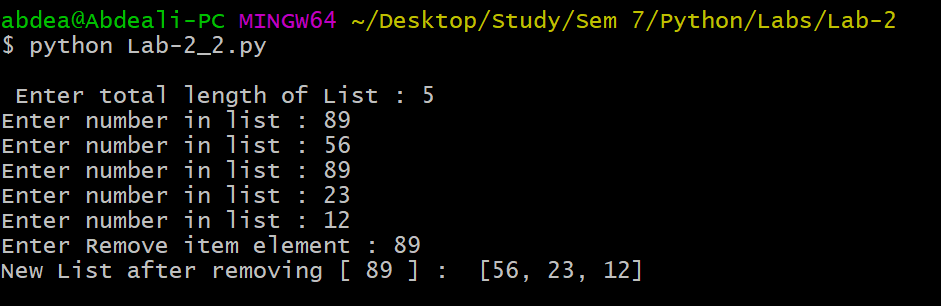 abdea@Abdeali-PC MINGW64 ~/Desktop/Study/Sem 7/Python/Labs/Lab-2
$ python Lab-2_2.py
Enter total length of List : 5
Enter number in list : 89
Enter number in list : 56
Enter number in list : 89
Enter number in list : 23
Enter number in list : 12
Enter Remove item element : 89
New List after removing [ 89 ] :  [56, 23, 12]